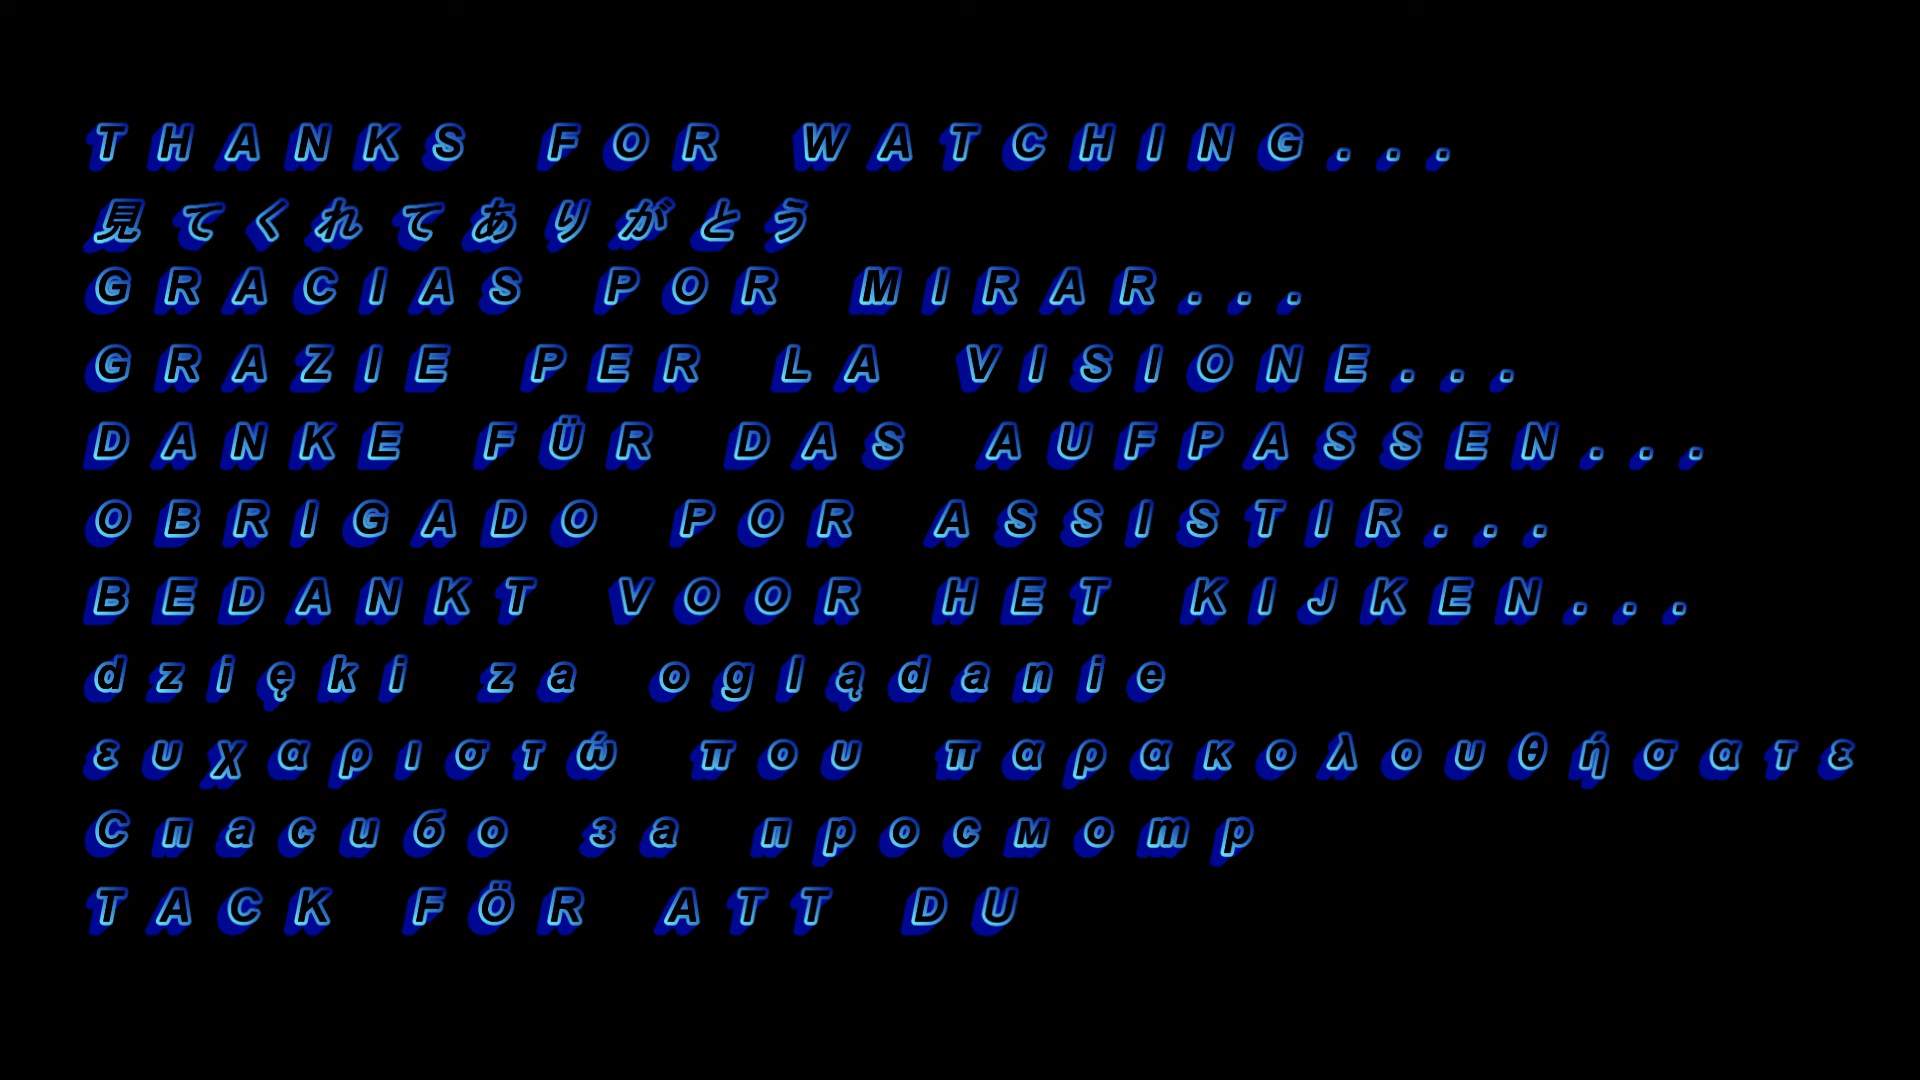 THANKS FOR WATCHING...
見てくれてありがとう
GRACIAS POR MIRAR...
GRAZIE PER LA VISIONE...
DANKE FÜR DAS AUFPASSEN...
OBRIGADO POR ASSISTIR...
BEDANKT VOOR HET KIJKEN...
dzięki za oglądanie
ευχαριστώ που παρακολουθήσατε
Спасибо за просмотр
TACK FÖR ATT DU